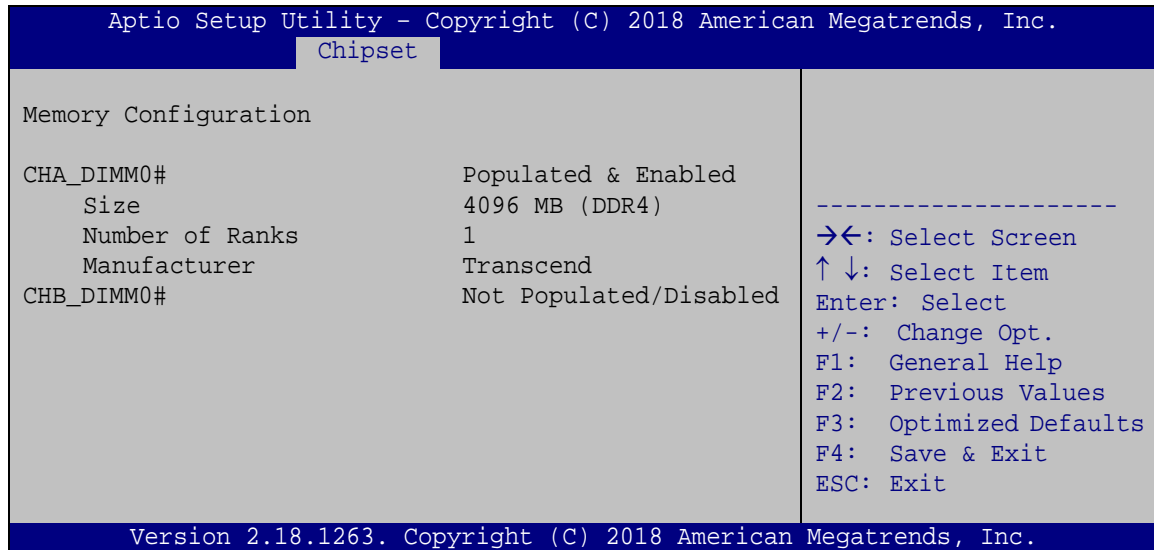 Aptio Setup Utility – Copyright (C) 2018 American Megatrends, Inc.
Chipset
Memory Configuration
CHA_DIMM0# Populated & Enabled
Size 4096 MB (DDR4)
Number of Ranks 1
Manufacturer Transcend
CHB_DIMM0# Not Populated/Disabled
---------------------
→←: Select Screen
↑ ↓: Select Item
Enter: Select
+/-: Change Opt.
F1: General Help
F2: Previous Values
F3: Optimized Defaults
F4: Save & Exit
ESC: Exit
Version 2.18.1263. Copyright (C) 2018 American Megatrends, Inc.